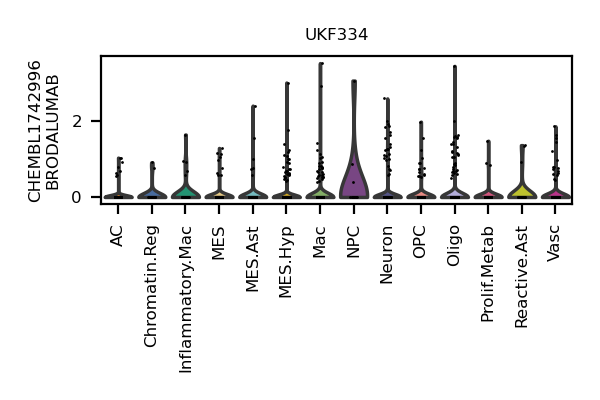 UKF334
CHEMBL1742996
BRODALUMAB
2
0
AC
Chromatin.Reg
Inflammatory.Mac
MES
MES.Ast
MES.Hyp
Mac
NPC
Neuron
OPC
Oligo
Prolif.Metab
Reactive.Ast
Vasc